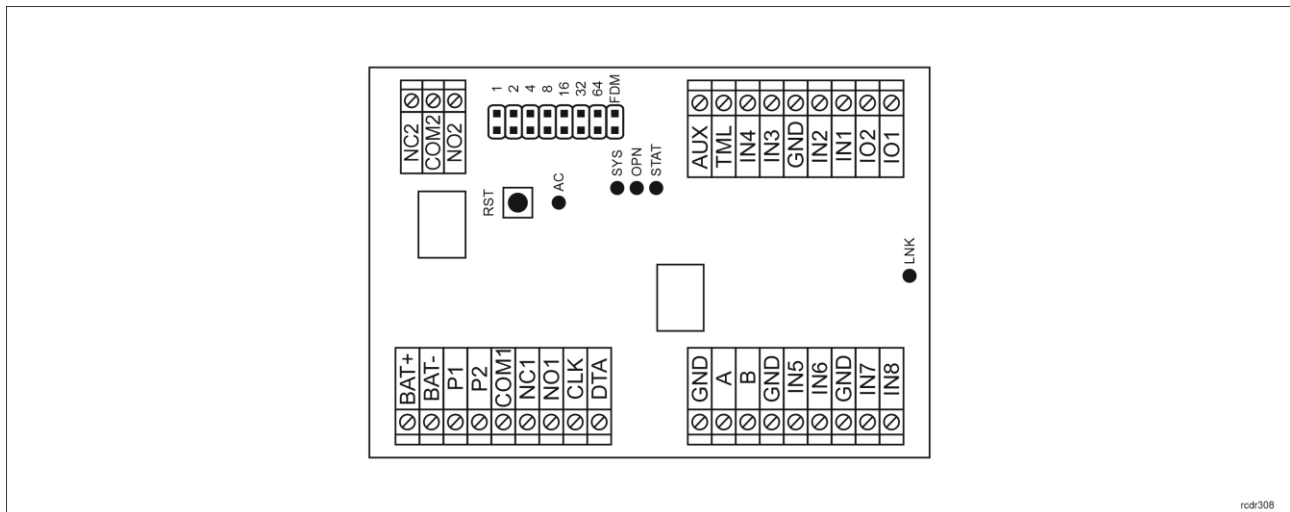 NC2
COM2
NO2
1
2
4
8
16
32
64
FDM
AUX
TML
IN4
IN3
GND
IN2
IN1
IO2
IO1
RST
AC
SYS
OPN
STAT
LNK
BAT+
BAT-
P1
P2
COM1
NC1
NO1
CLK
DTA
GND
A
B
GND
IN5
IN6
GND
IN7
IN8
rcdr308